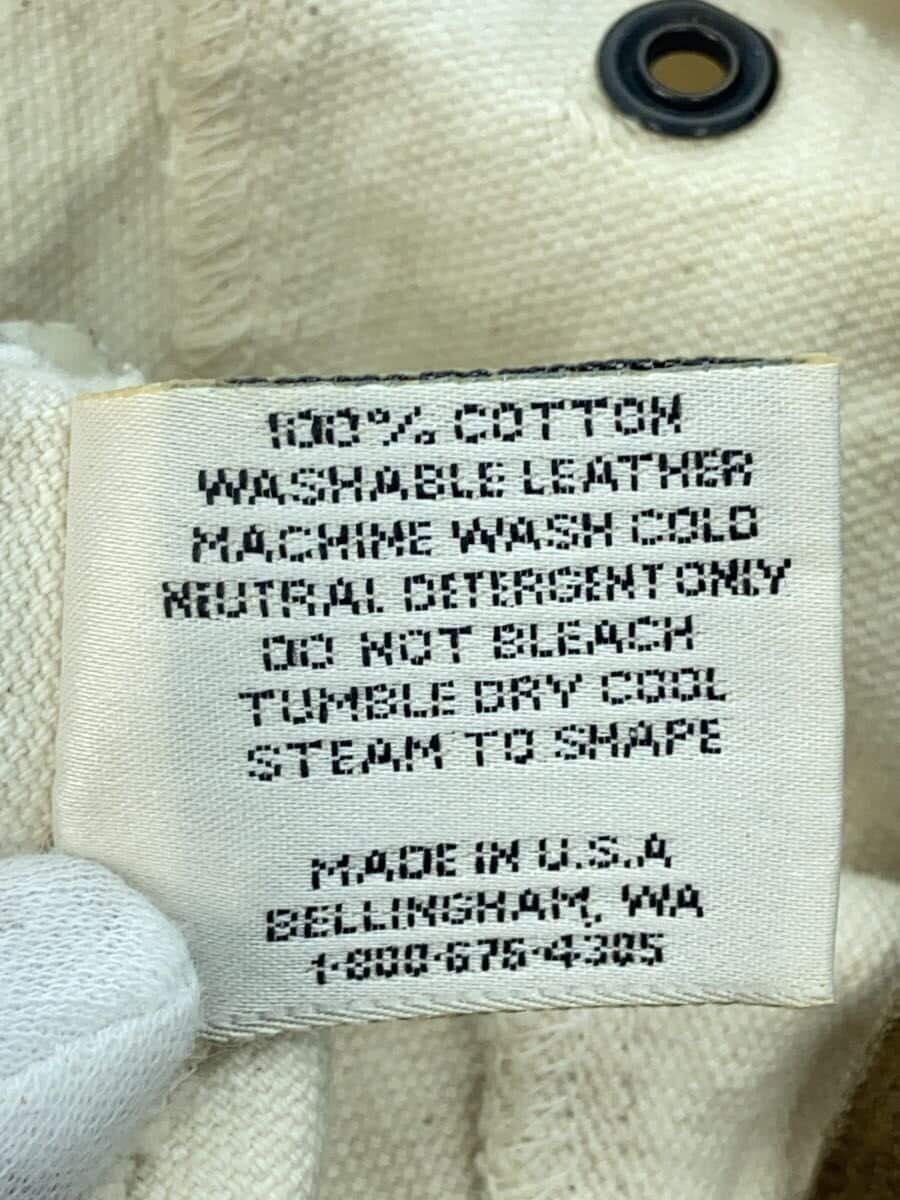 100% COTTON
WASHABLE LEATHER
MACHINE WASH COLD
NEUTRAL DETERGENT ONLY
DO NOT BLEACH
TUMBLE DRY COOL
STEAM TO SHAPE
MADE IN U.S.A
BELLINGHAM, WA
1-800-676-4305